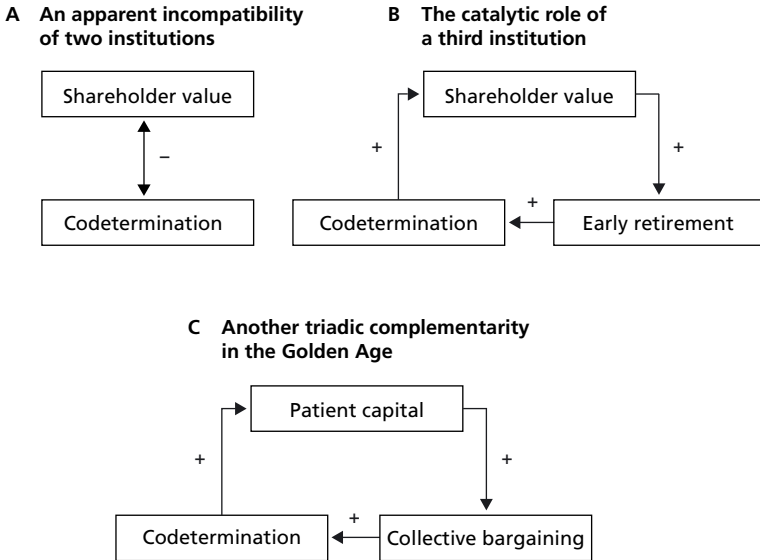 A An apparent incompatibility
of two institutions
Shareholder value
–
Codetermination
B The catalytic role of
a third institution
Shareholder value
+
+
+
Codetermination
Early retirement
C Another triadic complementarity
in the Golden Age
Patient capital
+
+
+
Codetermination
Collective bargaining